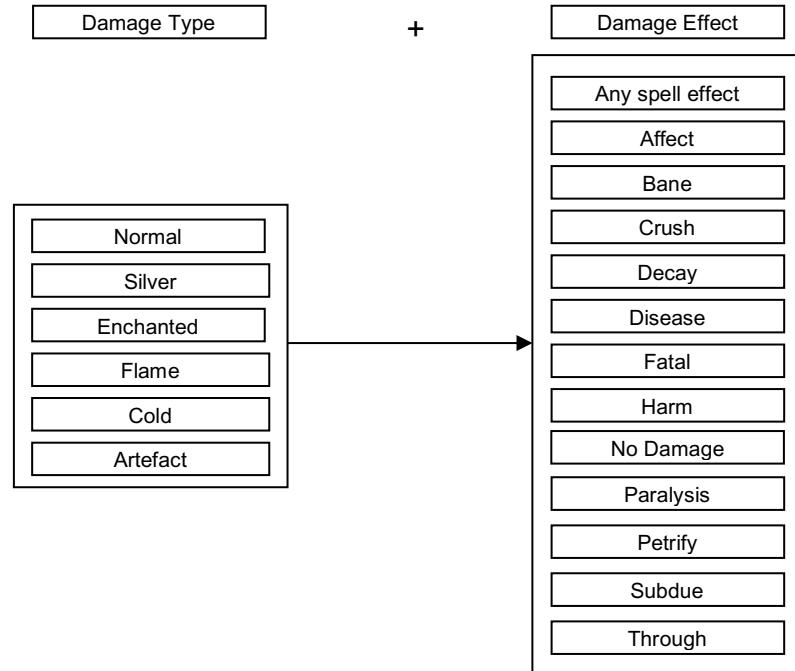 Damage Type
+
Damage Effect
Normal
Silver
Enchanted
Flame
Cold
Artefact
Any spell effect
Affect
Bane
Crush
Decay
Disease
Fatal
Harm
No Damage
Paralysis
Petrify
Subdue
Through